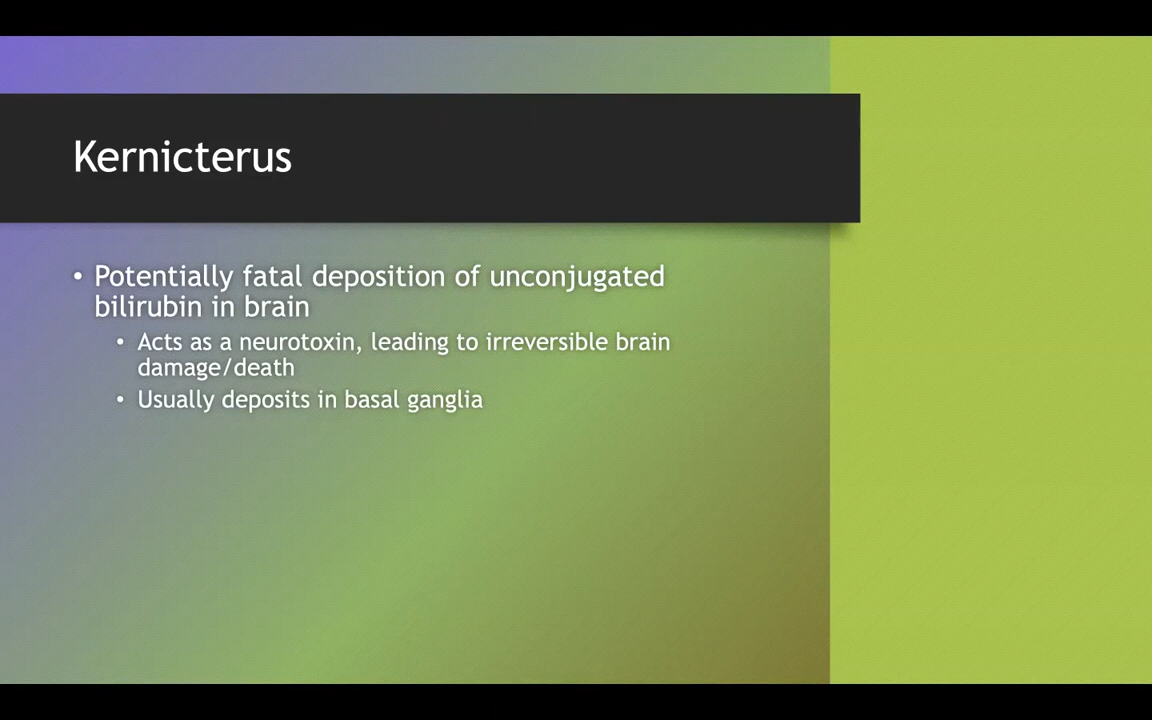 Kernicterus
• Potentially fatal deposition of unconjugated
bilirubin in brain
• Acts as a neurotoxin, leading to irreversible brain
damage/death
• Usually deposits in basal ganglia